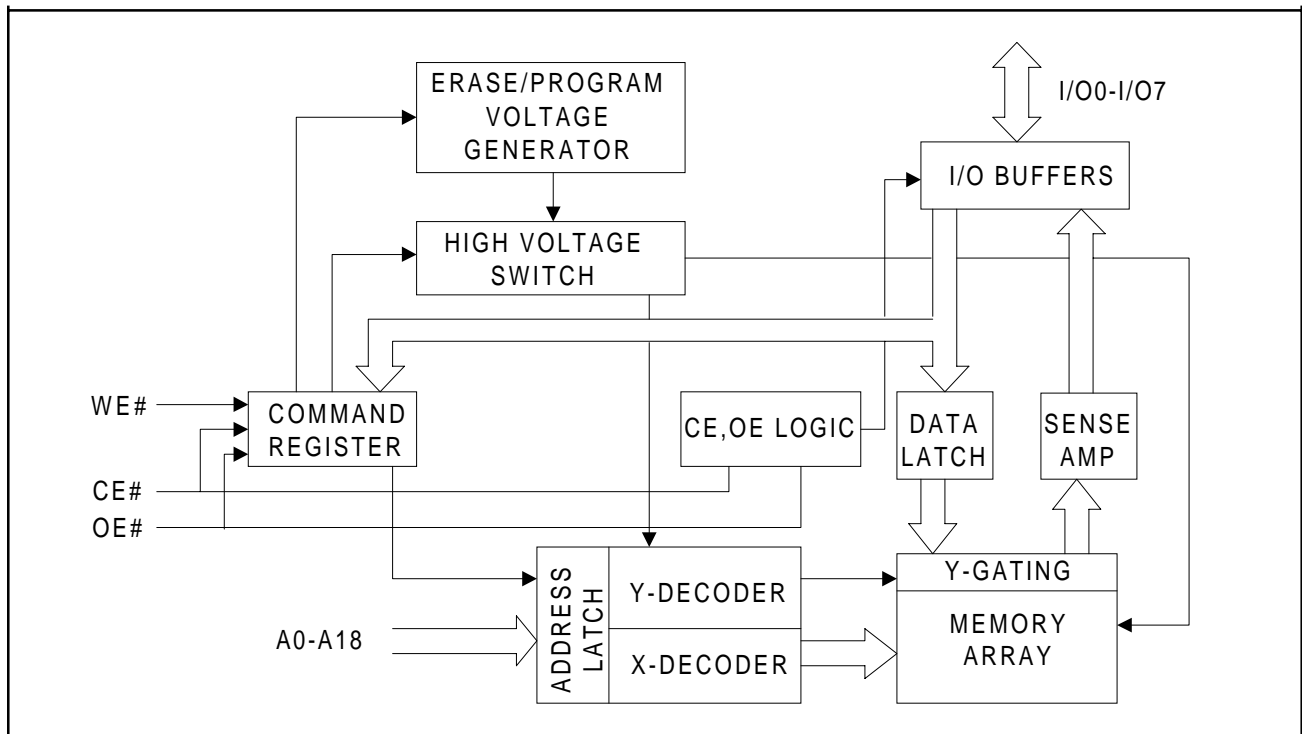 ERASE/PROGRAM
VOLTAGE
GENERATOR
I/O0-I/O7
I/O BUFFERS
HIGH VOLTAGE
SWITCH
WE#
COMMAND
REGISTER
CE,OE LOGIC
DATA
LATCH
SENSE
AMP
CE#
OE#
ADDRESS
LATCH
Y-DECODER
Y-GATING
A0-A18
X-DECODER
MEMORY
ARRAY